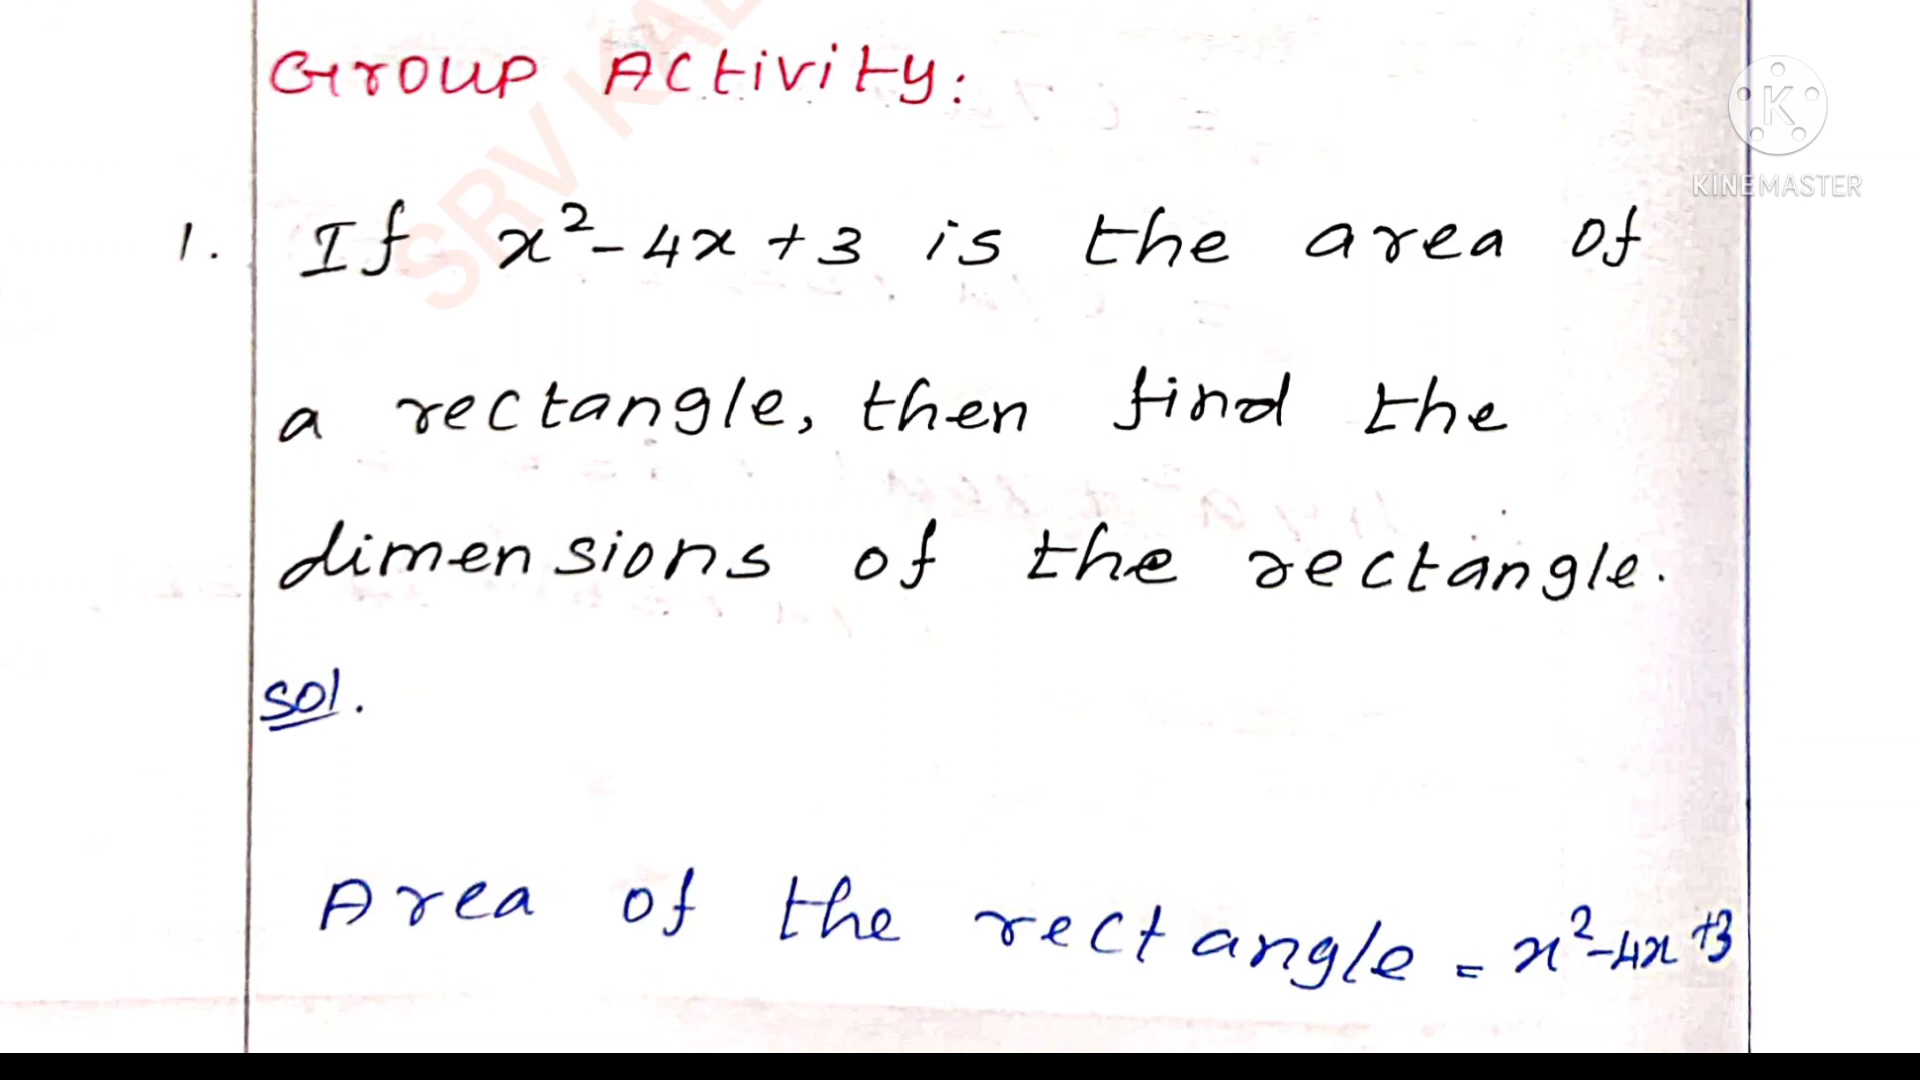 Group Activity:
KINEMASTER
1. If x²-4x+3 is the area of
a rectangle, then find the
dimensions of the rectangle.
Sol.
Area of the rectangle = x²-4x+3
SRV